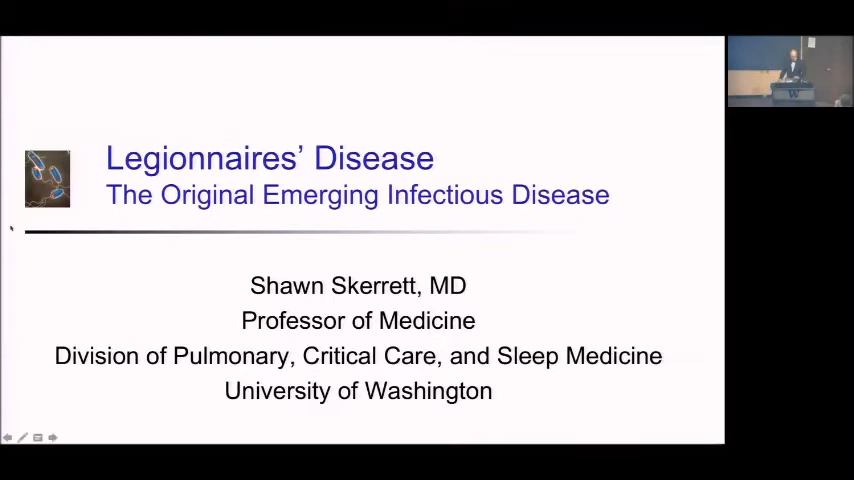 Legionnaires’ Disease
The Original Emerging Infectious Disease
Shawn Skerrett, MD
Professor of Medicine
Division of Pulmonary, Critical Care, and Sleep Medicine
University of Washington
W